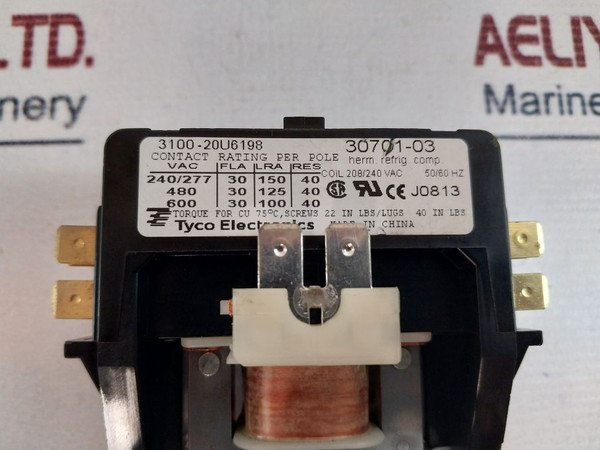 .LTD.
AELIY
nery
Marine
3100-20U6198 30701-03
CONTACT RATING PER POLE herm. refrig. comp
VAC FLA LRA RES COIL 208/240 VAC 50/60 HZ
240/277 30 150 40
480 30 125 40
600 30 100 40
SA US CE J0813
TORQUE FOR CU 75°C,SCREWS 22 IN LBS/LUGS 40 IN LBS
Tyco Electronics MADE IN CHINA